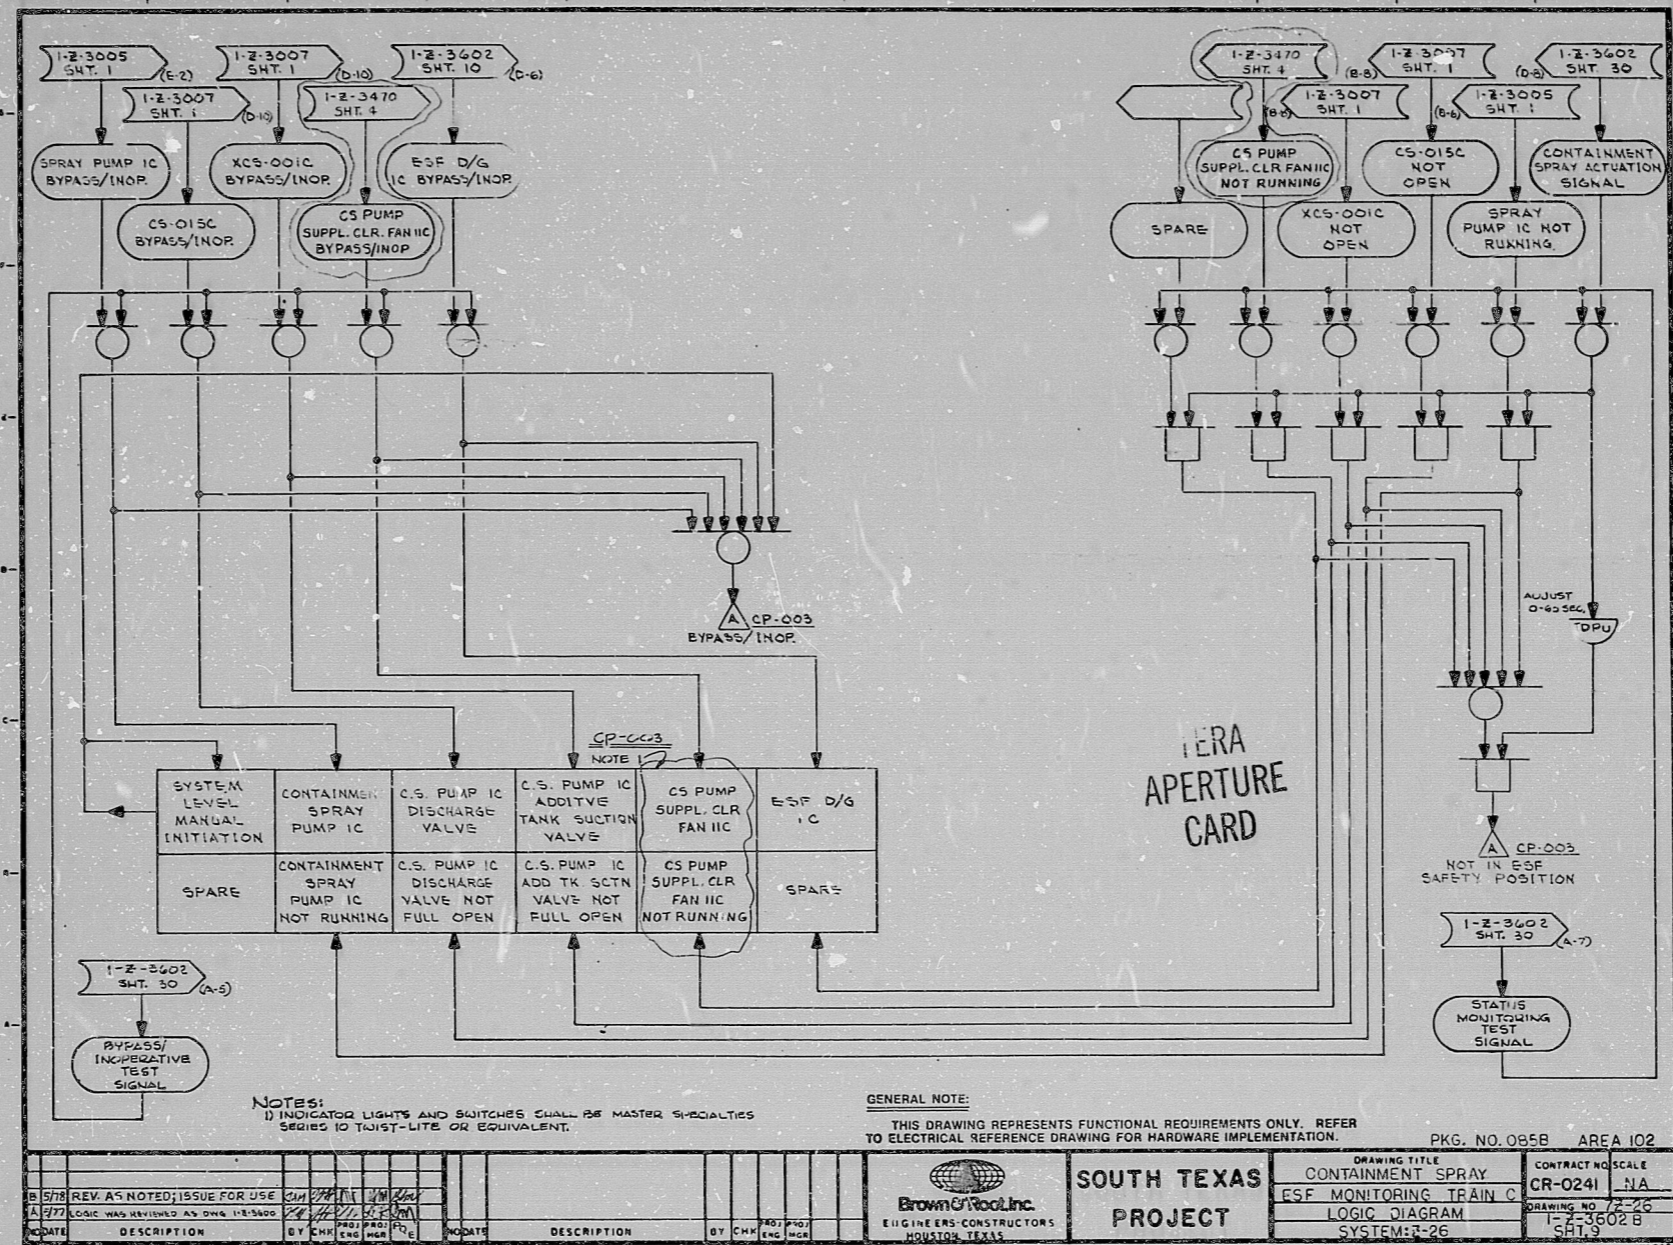 1-Z-3005
SHT. 1
(E-2)
1-Z-3007
SHT. 1
(D-10)
1-Z-3602
SHT. 10
(C-6)
1-Z-3007
SHT. 1
(D-10)
1-Z-3470
SHT. 4
SPRAY PUMP 1C
BYPASS/INOP.
XCS-001C
BYPASS/INOP.
ESF D/G
1C BYPASS/INOP.
CS-015C
BYPASS/INOP.
CS PUMP
SUPPL. CLR. FAN 11C
BYPASS/INOP
1-Z-3470
SHT. 4
1-Z-3007
SHT. 1
(B-8)
1-Z-3602
SHT. 30
(D-8)
1-Z-3007
SHT. 1
(B-8)
1-Z-3005
SHT. 1
(B-6)
CS PUMP
SUPPL. CLR FAN 11C
NOT RUNNING
CS-015C
NOT
OPEN
CONTAINMENT
SPRAY ACTUATION
SIGNAL
SPARE
XCS-001C
NOT
OPEN
SPRAY
PUMP 1C NOT
RUNNING
A CP-003
BYPASS/INOP.
ADJUST
0-60 SEC.
TDPU
CP-003
NOTE 1
SYSTEM
LEVEL
MANUAL
INITIATION
CONTAINMEN
SPRAY
PUMP 1C
C.S. PUMP 1C
DISCHARGE
VALVE
C.S. PUMP 1C
ADDITVE
TANK SUCTION
VALVE
CS PUMP
SUPPL. CLR
FAN 11C
ESF D/G
1C
SPARE
CONTAINMENT
SPRAY
PUMP 1C
NOT RUNNING
C.S. PUMP 1C
DISCHARGE
VALVE NOT
FULL OPEN
C.S. PUMP 1C
ADD TK. SCTN
VALVE NOT
FULL OPEN
CS PUMP
SUPPL. CLR
FAN 11C
NOT RUNNING
SPARE
TERA
APERTURE
CARD
A CP-003
NOT IN ESF
SAFETY POSITION
1-Z-3602
SHT. 30
(A-7)
STATUS
MONITORING
TEST
SIGNAL
1-Z-3602
SHT. 30
(A-5)
BYPASS/
INOPERATIVE
TEST
SIGNAL
NOTES:
1) INDICATOR LIGHTS AND SWITCHES SHALL BE MASTER SPECIALTIES
SERIES 10 TWIST-LITE OR EQUIVALENT.
GENERAL NOTE:
THIS DRAWING REPRESENTS FUNCTIONAL REQUIREMENTS ONLY. REFER
TO ELECTRICAL REFERENCE DRAWING FOR HARDWARE IMPLEMENTATION.
PKG. NO. 085B AREA 102
B 5/78 REV. AS NOTED; ISSUE FOR USE
A LOGIC WAS REVIEWED AS DWG 1-Z-3600
NO DATE DESCRIPTION BY CHK PROJ ENG PROJ MGR PQE
NO DATE DESCRIPTION BY CHK PROJ ENG PROJ MGR
Brown & Root, Inc.
ENGINEERS-CONSTRUCTORS
HOUSTON, TEXAS
SOUTH TEXAS
PROJECT
DRAWING TITLE
CONTAINMENT SPRAY
ESF MONITORING TRAIN C
LOGIC DIAGRAM
SYSTEM: Z-26
CONTRACT NO
CR-0241
SCALE
NA
DRAWING NO 7Z-26
1-Z-3602 B
SHT. 9